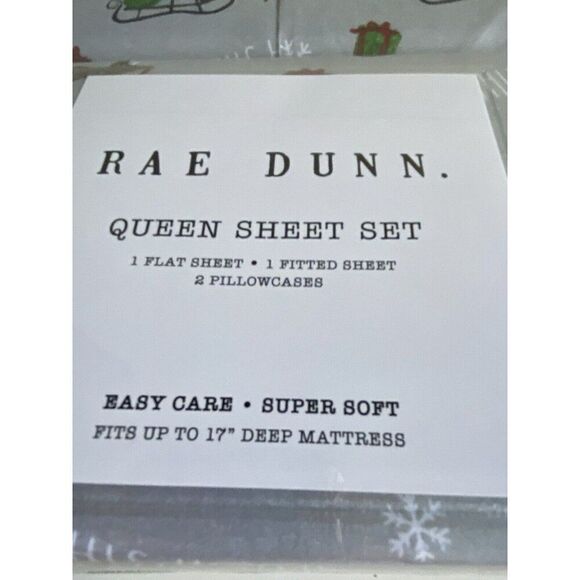 RAE DUNN.
QUEEN SHEET SET
1 FLAT SHEET • 1 FITTED SHEET
2 PILLOWCASES
EASY CARE • SUPER SOFT
FITS UP TO 17" DEEP MATTRESS